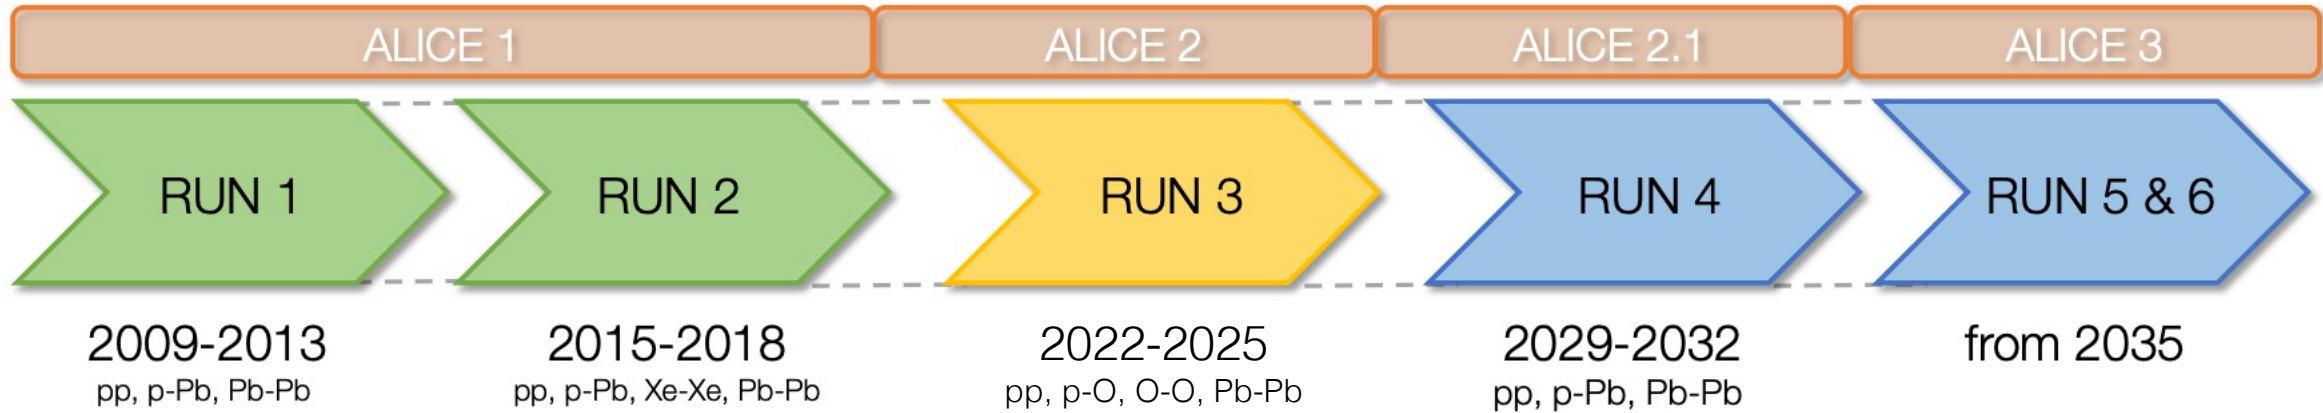 ALICE 1
ALICE 2
ALICE 2.1
ALICE 3
RUN 1
RUN 2
RUN 3
RUN 4
RUN 5 & 6
2009-2013
2015-2018
2022-2025
2029-2032
from 2035
pp, p-Pb, Pb-Pb
pp, p-Pb, Xe-Xe, Pb-Pb
pp, p-O, O-O, Pb-Pb
pp, p-Pb, Pb-Pb